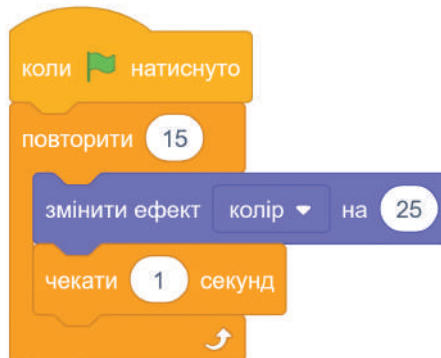 коли натиснуто
повторити 15
змінити ефект колір на 25
чекати 1 секунд